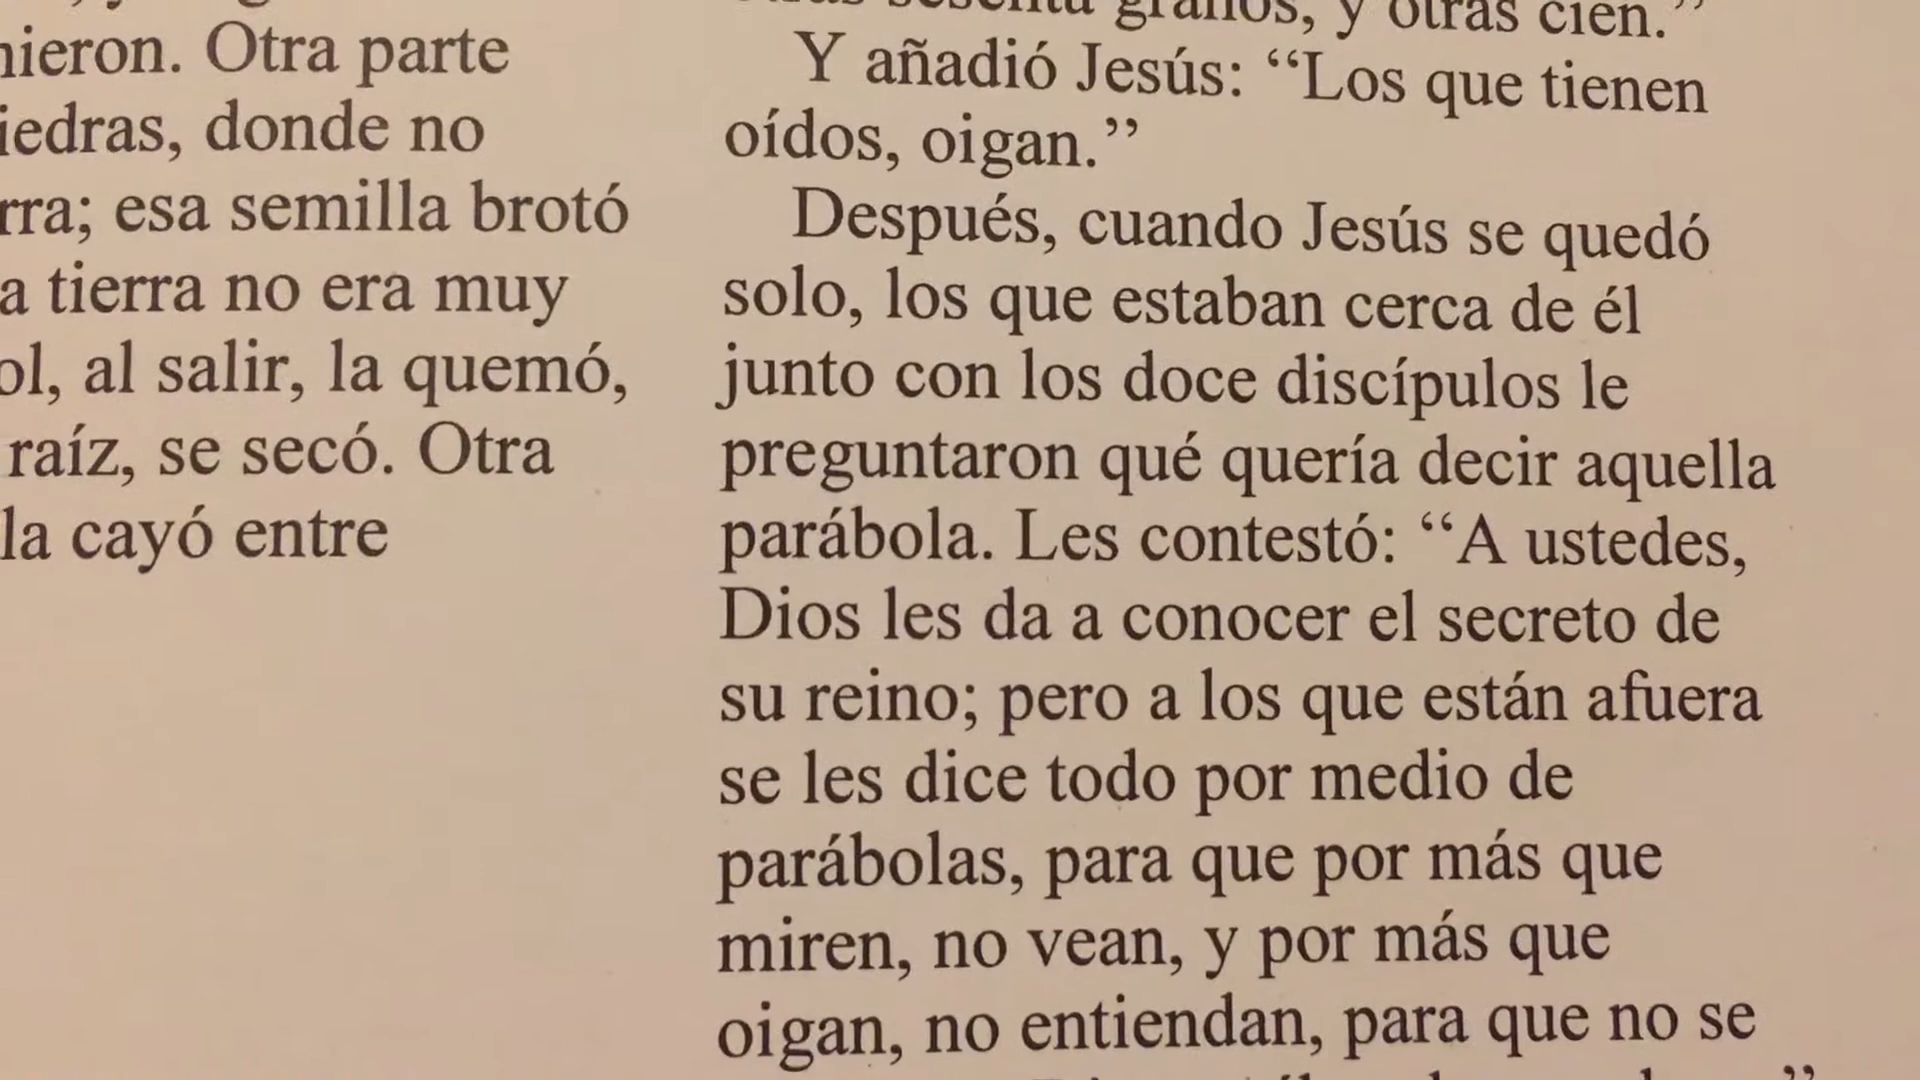 nieron. Otra parte
iedras, donde no
rra; esa semilla brotó
a tierra no era muy
ol, al salir, la quemó,
raíz, se secó. Otra
la cayó entre
sesenta granos, y otras cien.”
Y añadió Jesús: “Los que tienen
oídos, oigan.”
Después, cuando Jesús se quedó
solo, los que estaban cerca de él
junto con los doce discípulos le
preguntaron qué quería decir aquella
parábola. Les contestó: “A ustedes,
Dios les da a conocer el secreto de
su reino; pero a los que están afuera
se les dice todo por medio de
parábolas, para que por más que
miren, no vean, y por más que
oigan, no entiendan, para que no se